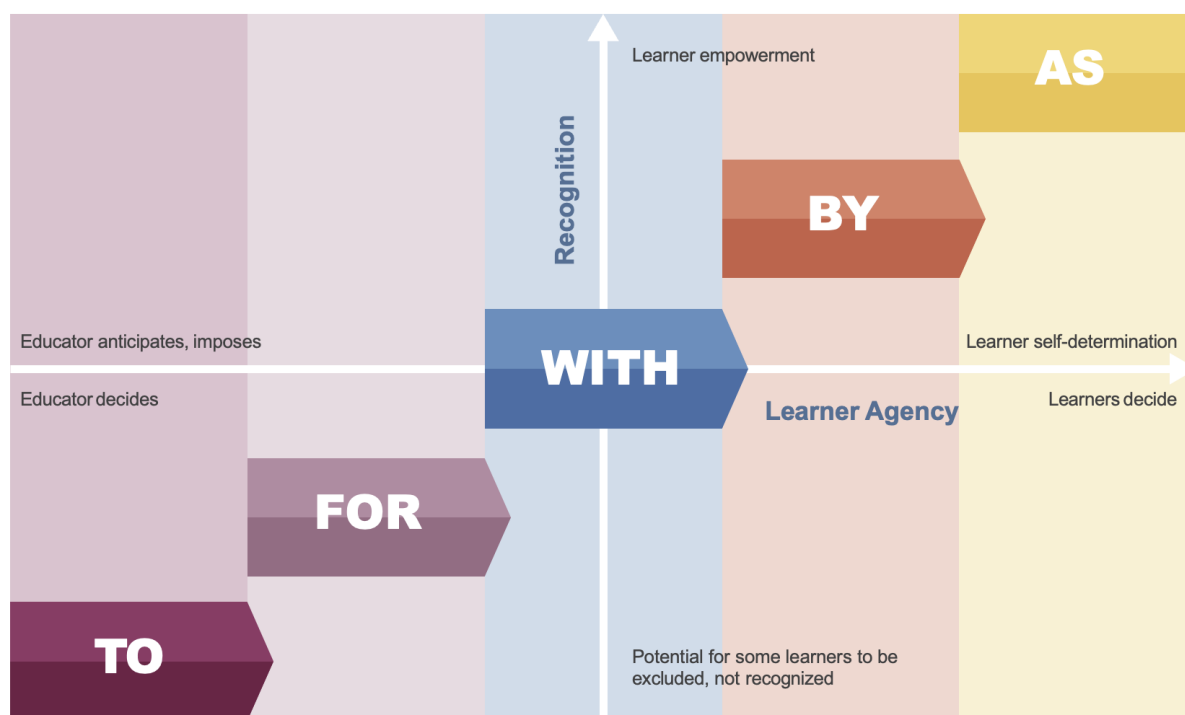 Learner empowerment
AS
Recognition
BY
Educator anticipates, imposes
Learner self-determination
WITH
Educator decides
Learners decide
Learner Agency
FOR
TO
Potential for some learners to be
excluded, not recognized